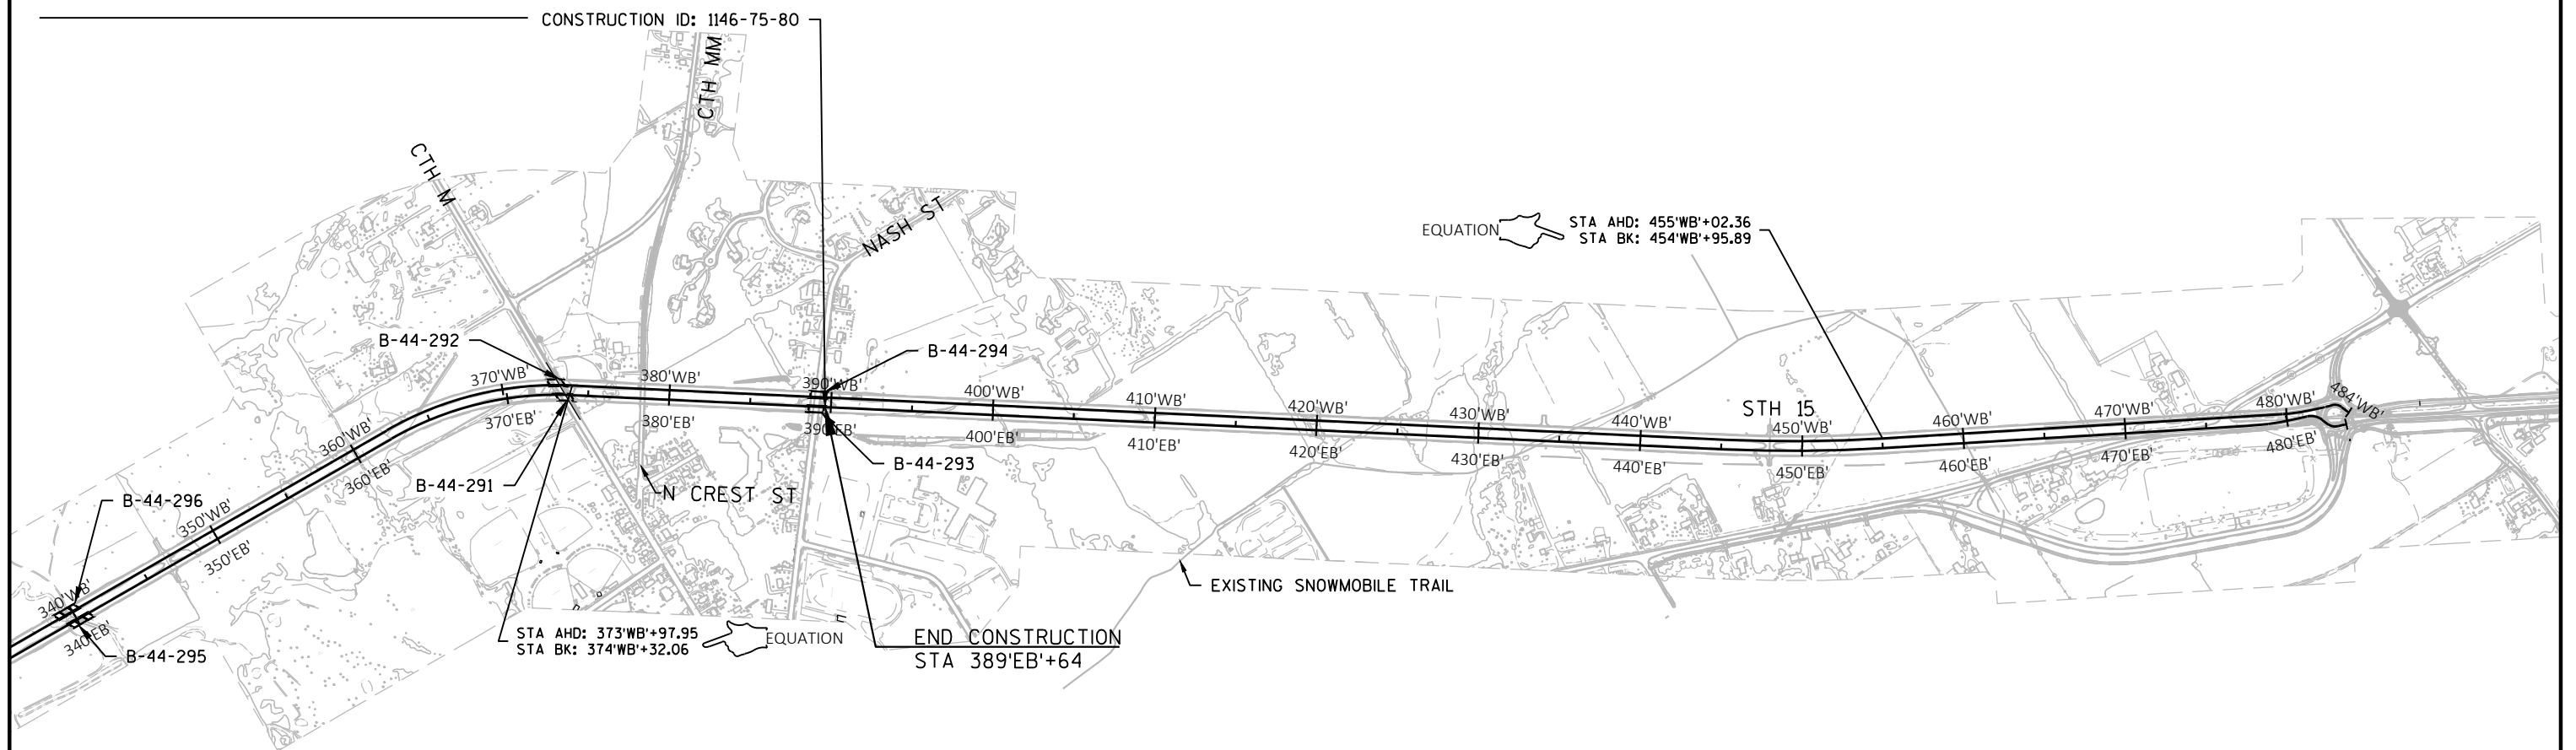 CONSTRUCTION ID: 1146-75-80
CTH MM
CTH M
NASH ST
EQUATION
STA AHD: 455'WB'+02.36
STA BK: 454'WB'+95.89
B-44-292
B-44-294
370'WB'
380'WB'
390'WB'
400'WB'
410'WB'
420'WB'
430'WB'
440'WB'
STH 15
450'WB'
460'WB'
470'WB'
480'WB'
484'WB'
370'EB'
380'EB'
390'EB'
400'EB'
410'EB'
420'EB'
430'EB'
440'EB'
450'EB'
460'EB'
470'EB'
480'EB'
360'WB'
360'EB'
B-44-291
B-44-293
N CREST ST
B-44-296
350'WB'
350'EB'
340'WB'
340'EB'
B-44-295
EXISTING SNOWMOBILE TRAIL
STA AHD: 373'WB'+97.95
STA BK: 374'WB'+32.06
EQUATION
END CONSTRUCTION
STA 389'EB'+64